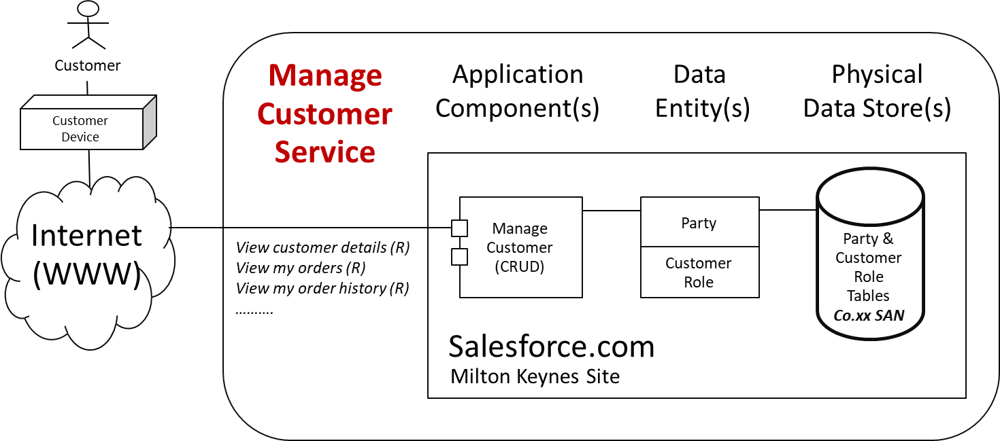 Customer
Customer
Device
Internet
(WWW)
Manage
Customer
Service
View customer details (R)
View my orders (R)
View my order history (R)
……….
Application
Component(s)
Data
Entity(s)
Physical
Data Store(s)
Manage
Customer
(CRUD)
Party
Customer
Role
Party &
Customer
Role
Tables
Co.xx SAN
Salesforce.com
Milton Keynes Site